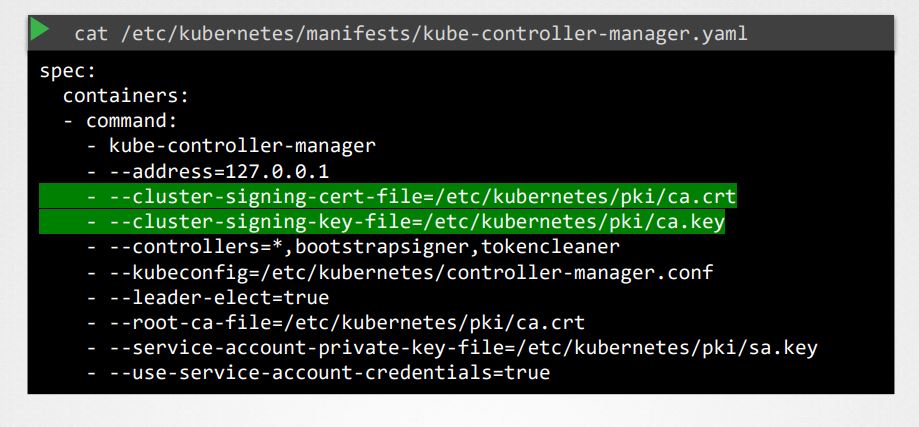 cat /etc/kubernetes/manifests/kube-controller-manager.yaml
spec:
  containers:
  - command:
    - kube-controller-manager
    - --address=127.0.0.1
    - --cluster-signing-cert-file=/etc/kubernetes/pki/ca.crt
    - --cluster-signing-key-file=/etc/kubernetes/pki/ca.key
    - --controllers=*,bootstrapsigner,tokencleaner
    - --kubeconfig=/etc/kubernetes/controller-manager.conf
    - --leader-elect=true
    - --root-ca-file=/etc/kubernetes/pki/ca.crt
    - --service-account-private-key-file=/etc/kubernetes/pki/sa.key
    - --use-service-account-credentials=true